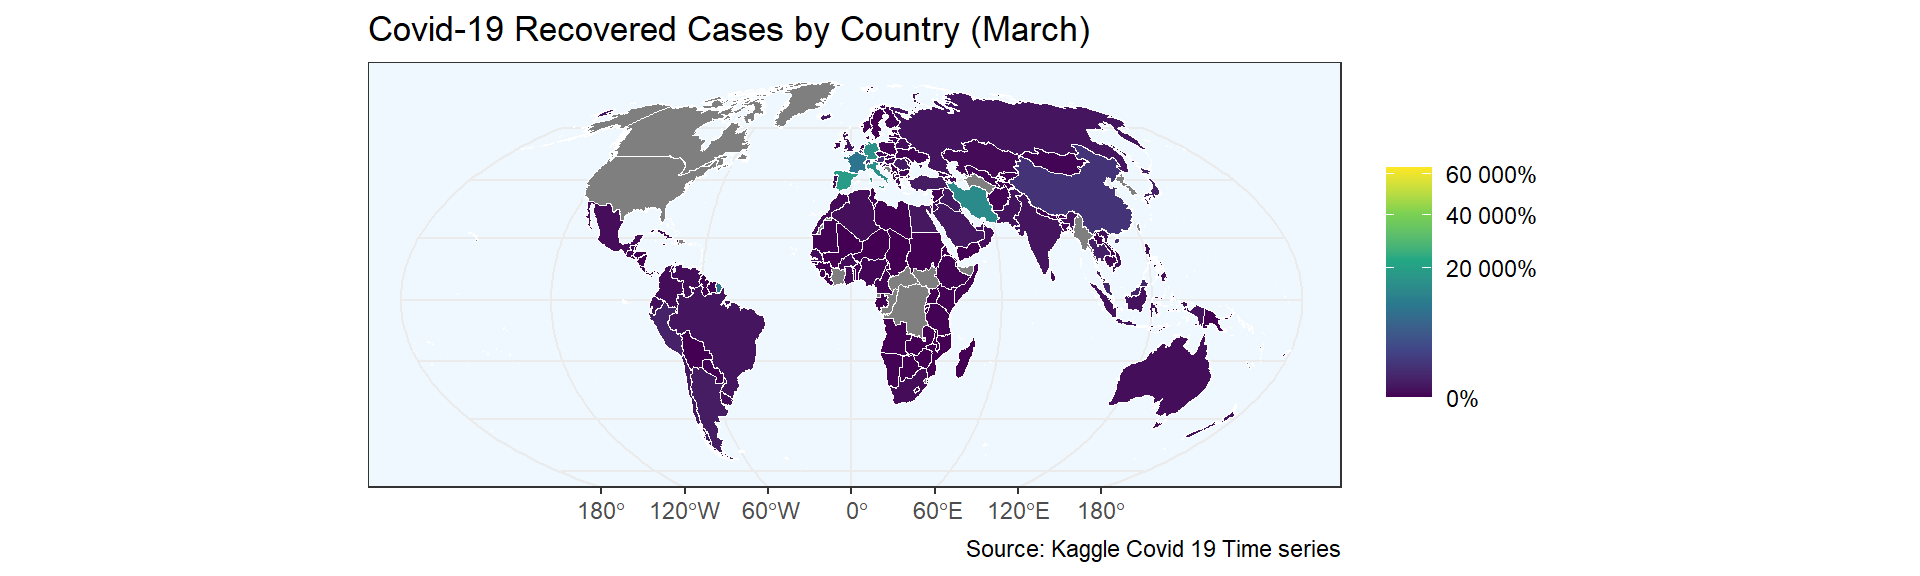 Covid-19 Recovered Cases by Country (March)
60 000%
40 000%
20 000%
0%
180° 120°W 60°W 0° 60°E 120°E 180°
Source: Kaggle Covid 19 Time series